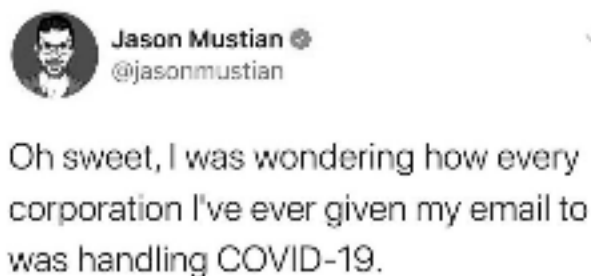 Jason Mustian
@jasonmustian
Oh sweet, I was wondering how every
corporation I've ever given my email to
was handling COVID-19.